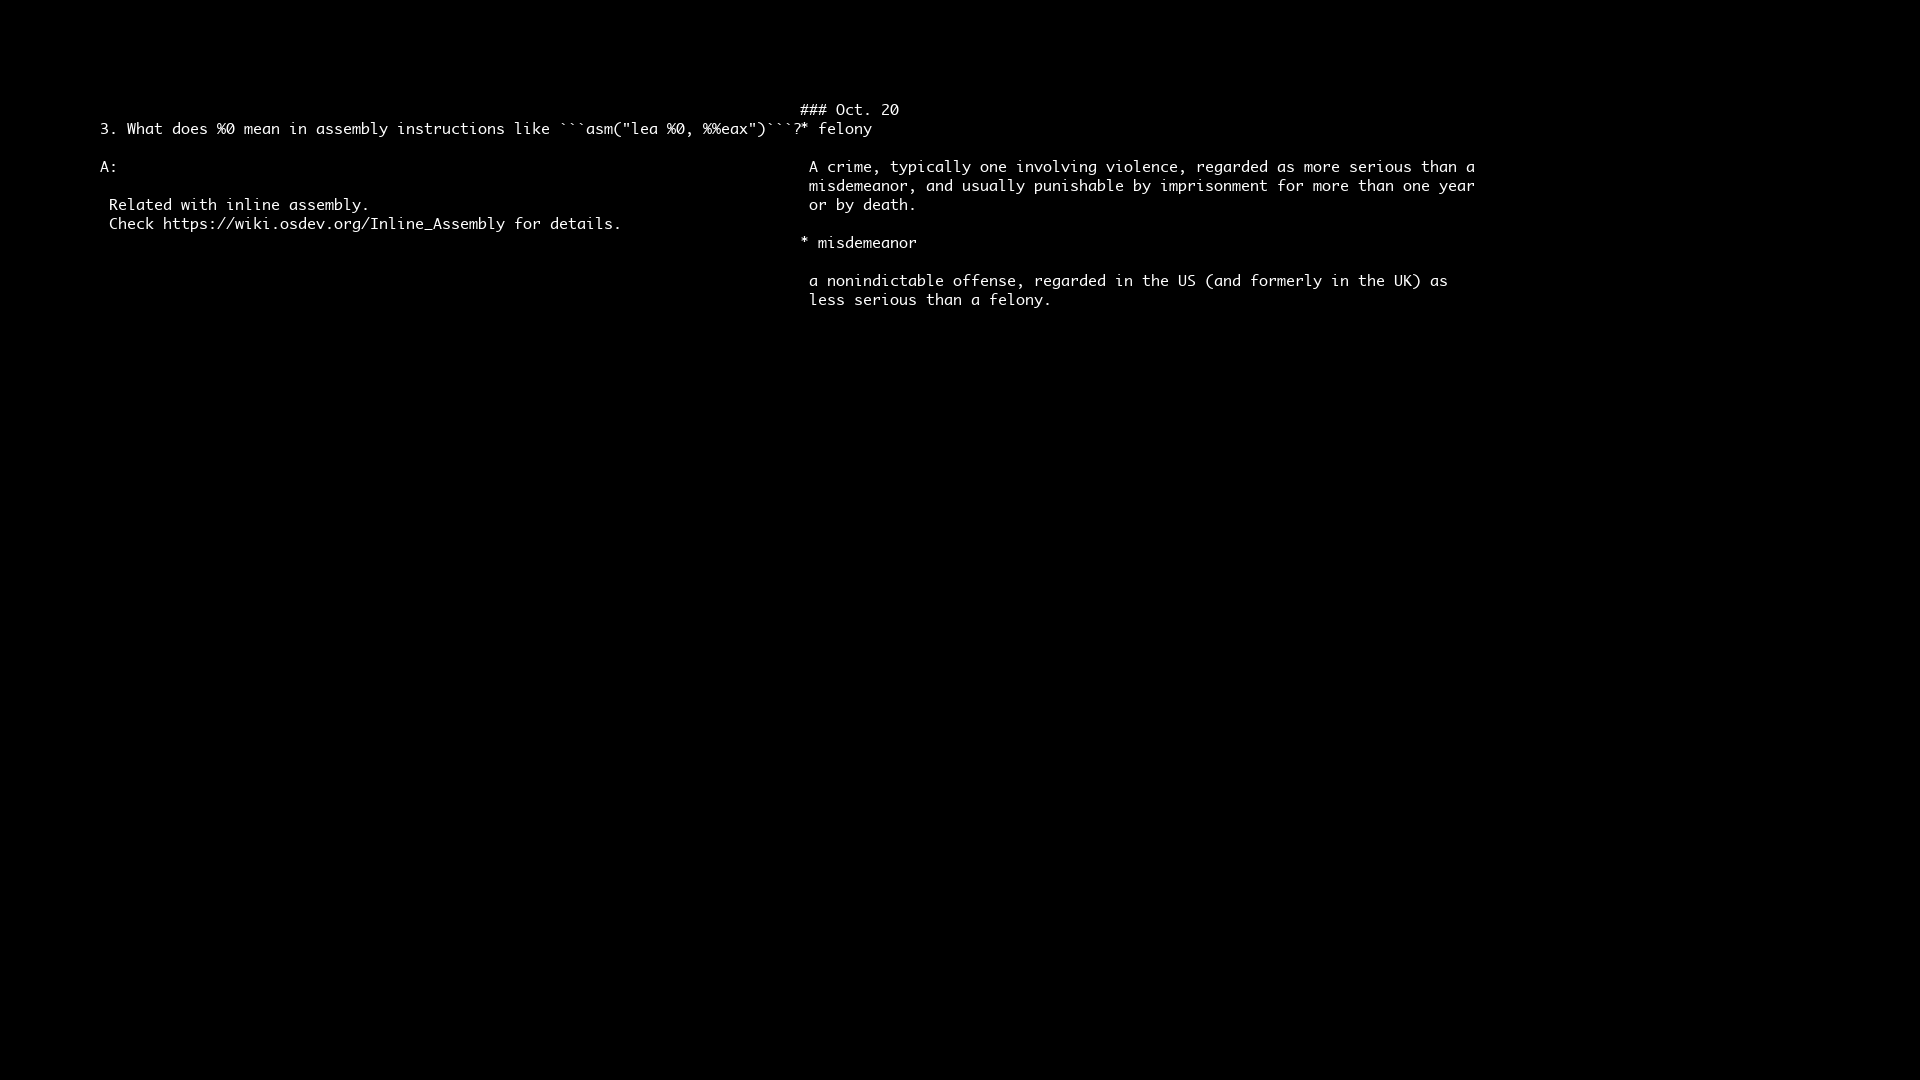 3. What does %0 mean in assembly instructions like ```asm("lea %0, %%eax")```?
A:
Related with inline assembly.
Check https://wiki.osdev.org/Inline_Assembly for details.
### Oct. 20
* felony
A crime, typically one involving violence, regarded as more serious than a
misdemeanor, and usually punishable by imprisonment for more than one year
or by death.
* misdemeanor
a nonindictable offense, regarded in the US (and formerly in the UK) as
less serious than a felony.